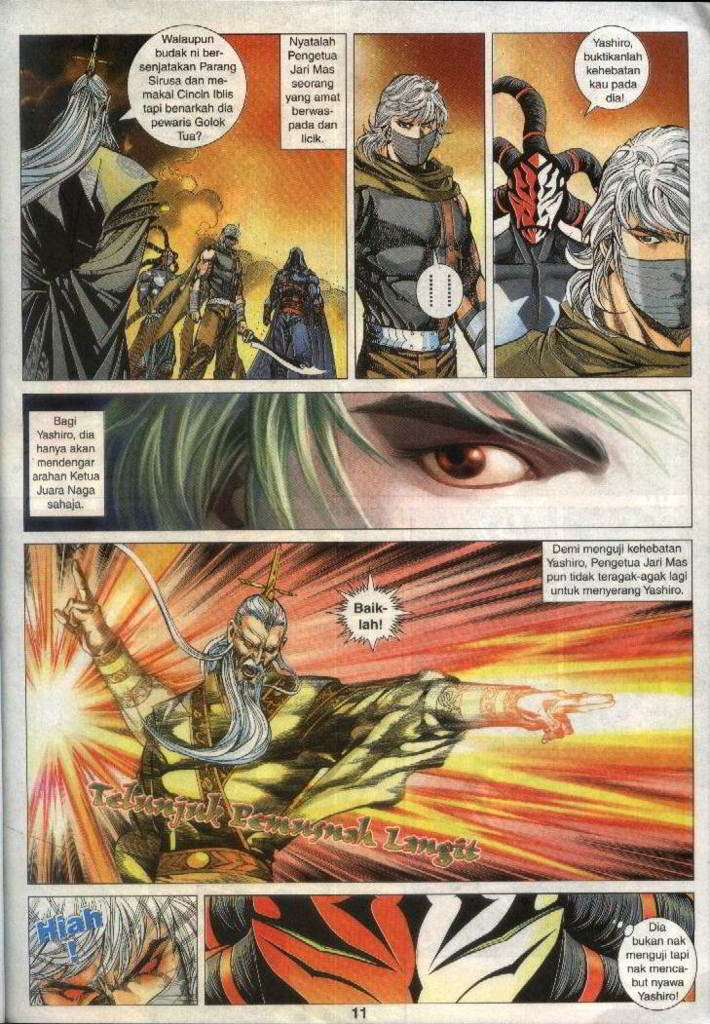 Walaupun
budak ni ber-
senjatakan Parang
Sirusa dan me-
makai Cincin Iblis
tapi benarkah dia
pewaris Golok
Tua?
Nyatalah
Pengetua
Jari Mas
seorang
yang amat
berwas-
pada dan
licik.
!!
Yashiro,
buktikanlah
kehebatan
kau pada
dia!
Bagi
Yashiro, dia
hanya akan
mendengar
arahan Ketua
Juara Naga
sahaja.
Demi menguji kehebatan
Yashiro, Pengetua Jari Mas
pun tidak teragak-agak lagi
untuk menyerang Yashiro.
Baik-
lah!
Telunjuk Pemusnah Langit
Hiah
!
Dia
bukan nak
menguji tapi
nak menca-
but nyawa
Yashiro!
11